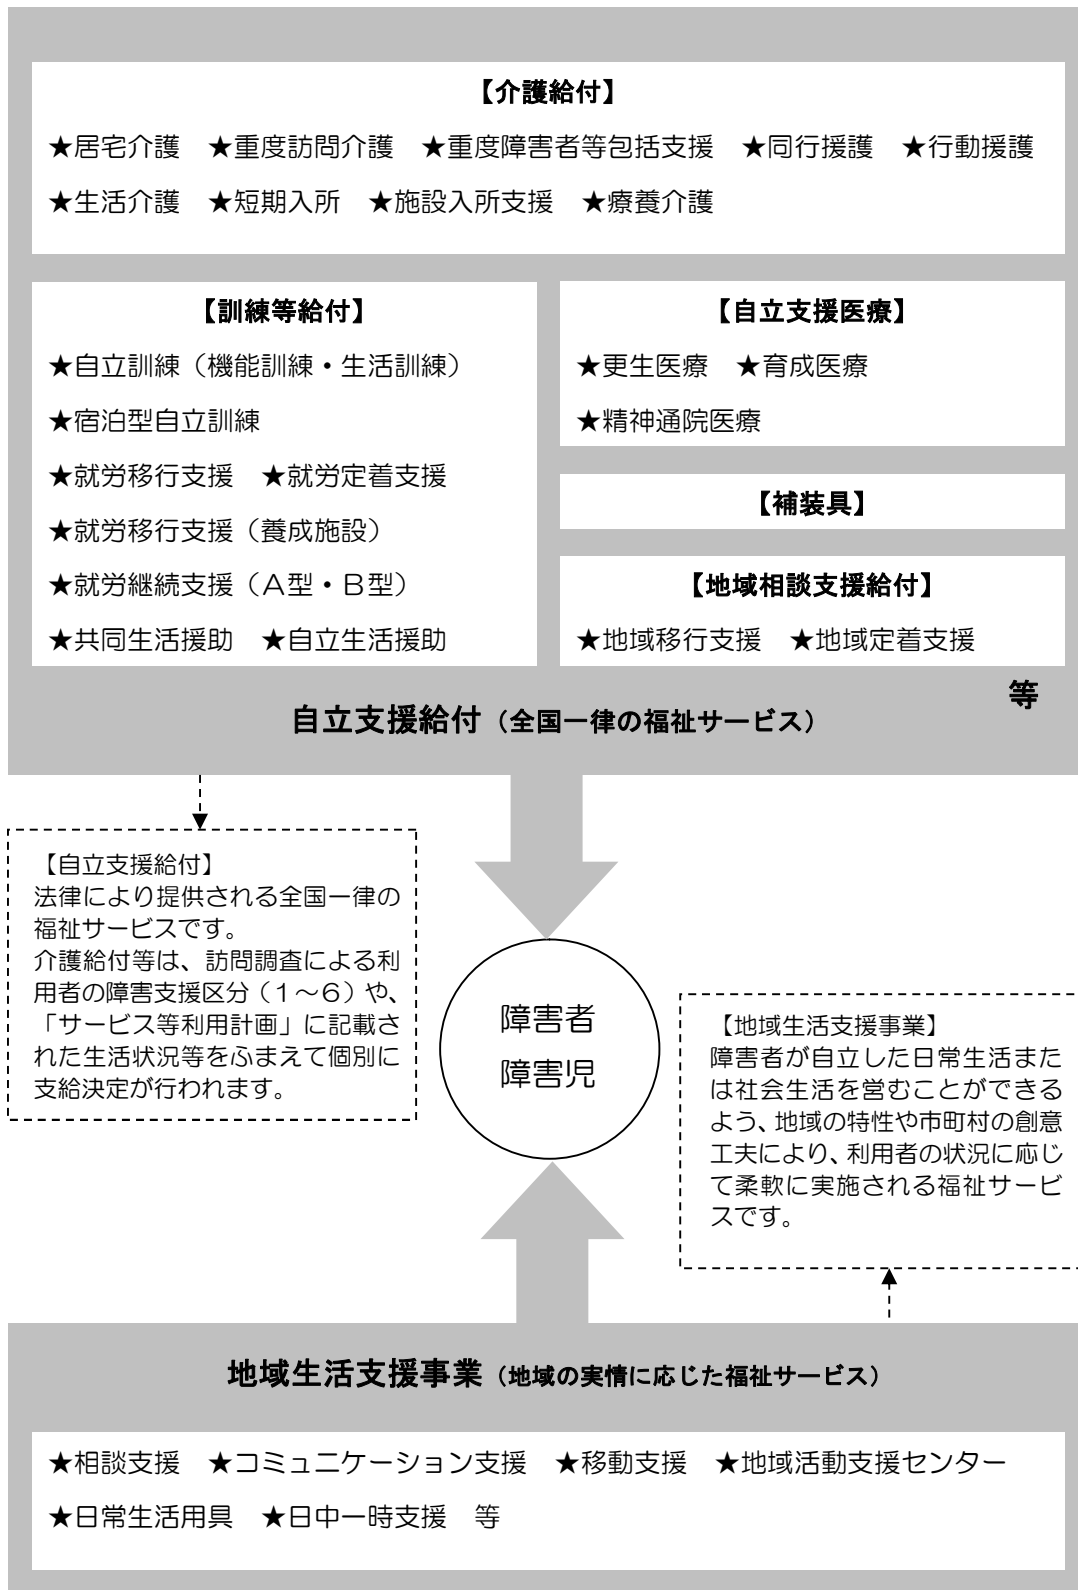 【介護給付】
★居宅介護　★重度訪問介護　★重度障害者等包括支援　★同行援護　★行動援護
★生活介護　★短期入所　★施設入所支援　★療養介護
【訓練等給付】
★自立訓練（機能訓練・生活訓練）
★宿泊型自立訓練
★就労移行支援　★就労定着支援
★就労移行支援（養成施設）
★就労継続支援（Ａ型・Ｂ型）
★共同生活援助　★自立生活援助
【自立支援医療】
★更生医療　★育成医療
★精神通院医療
【補装具】
【地域相談支援給付】
★地域移行支援　★地域定着支援
等
自立支援給付（全国一律の福祉サービス）
【自立支援給付】
法律により提供される全国一律の
福祉サービスです。
介護給付等は、訪問調査による利
用者の障害支援区分（１～６）や、
「サービス等利用計画」に記載さ
れた生活状況等をふまえて個別に
支給決定が行われます。
障害者
障害児
【地域生活支援事業】
障害者が自立した日常生活また
は社会生活を営むことができる
よう、地域の特性や市町村の創意
工夫により、利用者の状況に応じ
て柔軟に実施される福祉サービ
スです。
地域生活支援事業（地域の実情に応じた福祉サービス）
★相談支援　★コミュニケーション支援　★移動支援　★地域活動支援センター
★日常生活用具　★日中一時支援　等